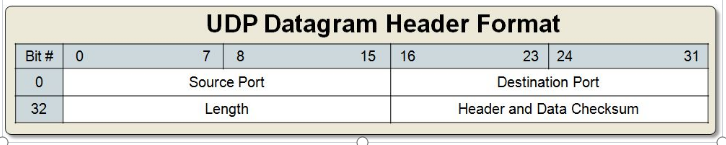 UDP Datagram Header Format
Bit # 0 7 8 15 16 23 24 31
0 Source Port Destination Port
32 Length Header and Data Checksum